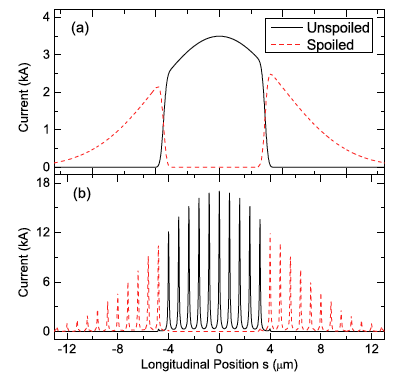 (a)
Unspoiled
Spoiled
4
3
2
1
0
Current (kA)
(b)
18
12
6
0
Current (kA)
-12 -8 -4 0 4 8 12
Longitudinal Position s (μm)